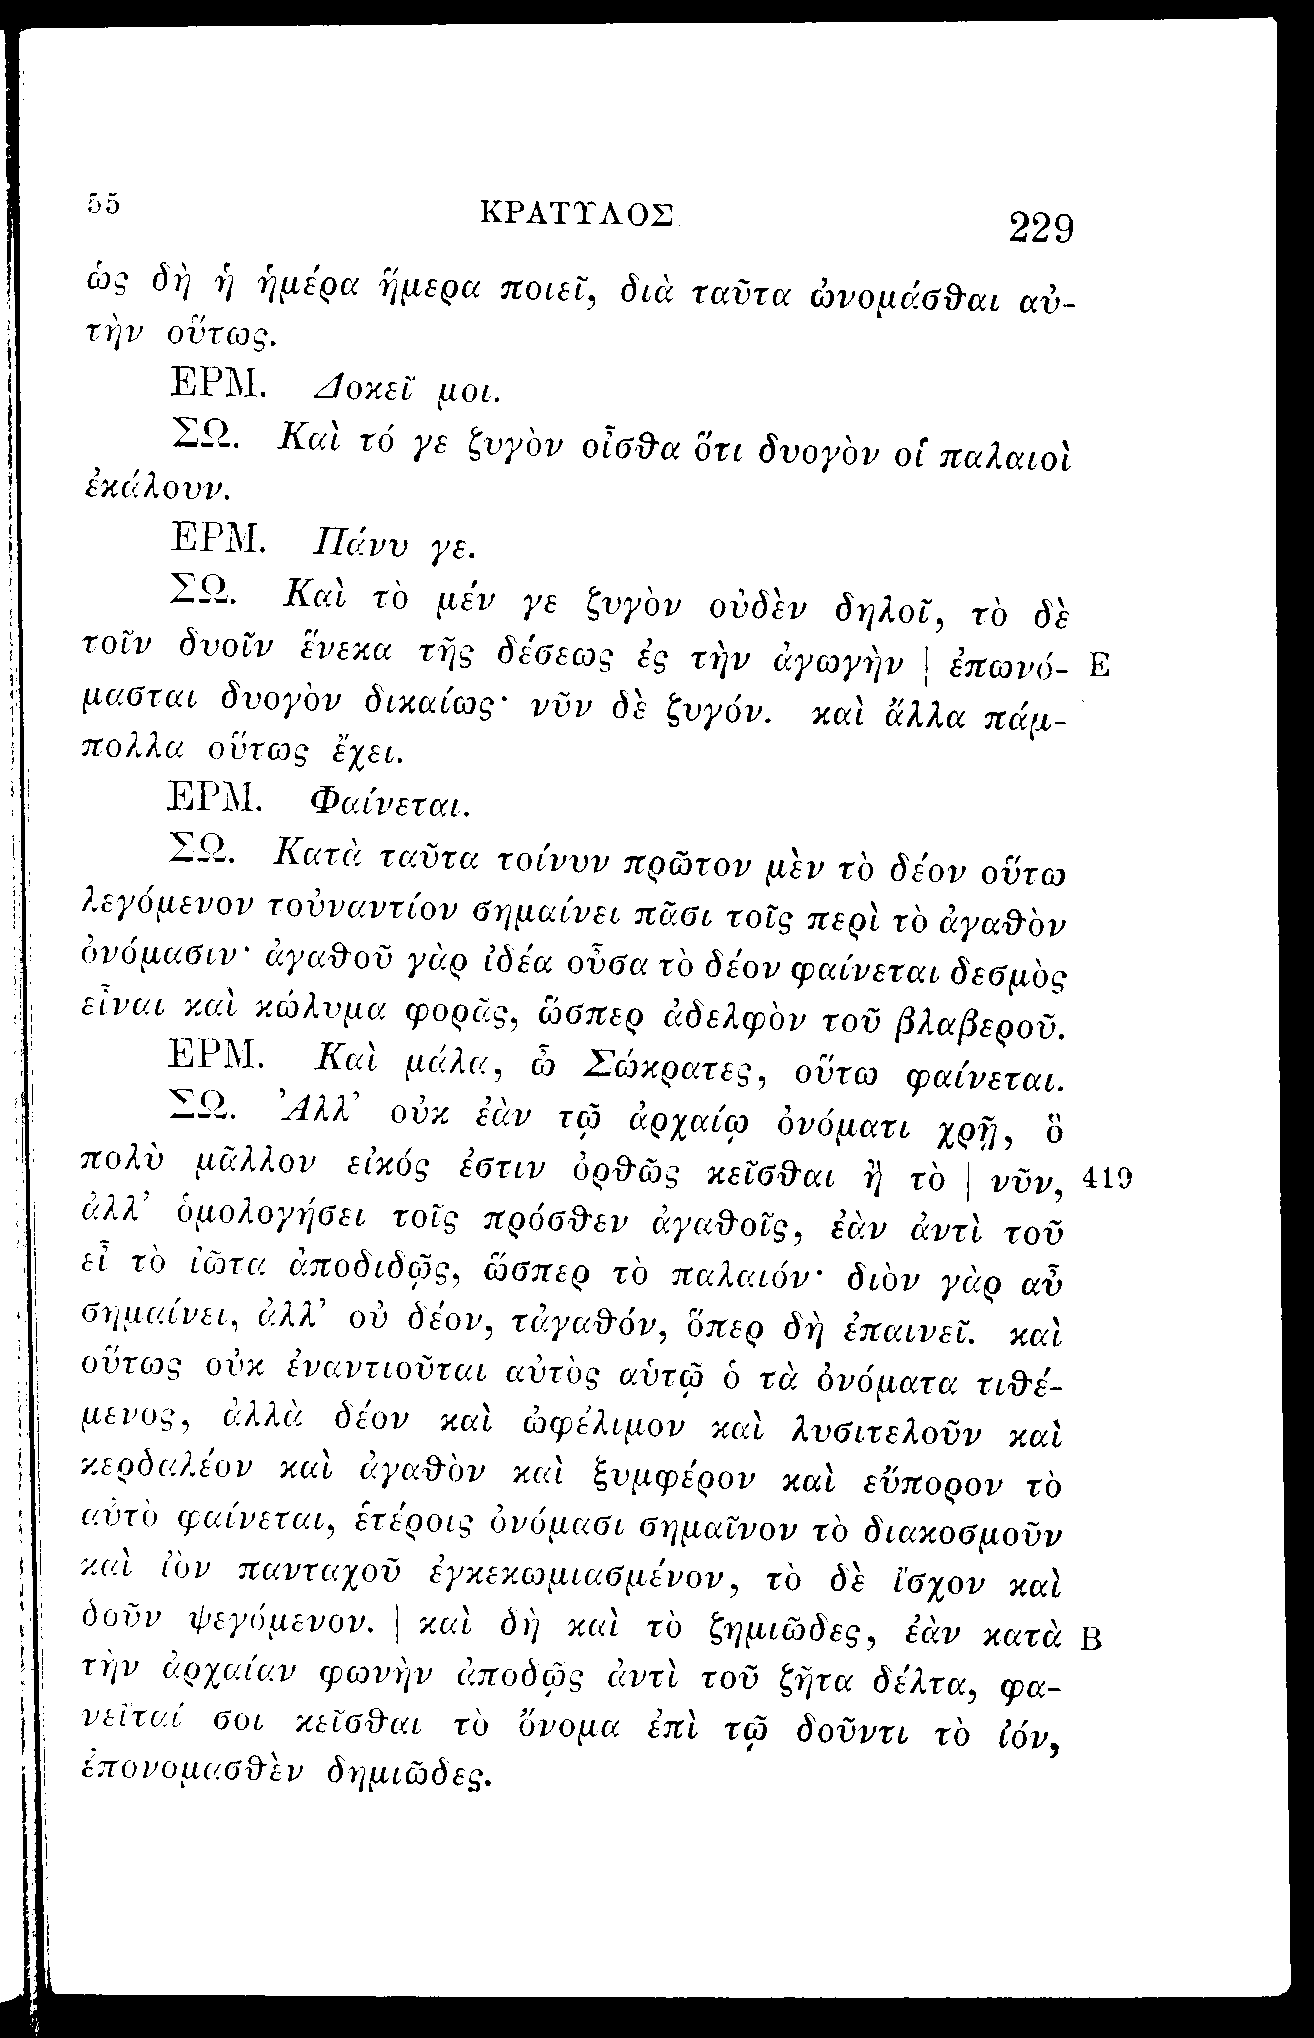 55 ΚΡΑΤΥΛΟΣ 229
ὡς δὴ ἡ ἡμέρα ἥμερα ποιεῖ, διὰ ταῦτα ὠνομάσθαι αὐ-
τὴν οὕτως.
ΕΡΜ. Δοκεῖ μοι.
ΣΩ. Καὶ τό γε ζυγὸν οἶσθα ὅτι δυογὸν οἱ παλαιοὶ
ἐκάλουν.
ΕΡΜ. Πάνυ γε.
ΣΩ. Καὶ τὸ μέν γε ζυγὸν οὐδὲν δηλοῖ, τὸ δὲ
τοῖν δυοῖν ἕνεκα τῆς δέσεως ἐς τὴν ἀγωγὴν | ἐπωνό- E
μασται δυογὸν δικαίως· νῦν δὲ ζυγόν. καὶ ἄλλα πάμ-
πολλα οὕτως ἔχει.
ΕΡΜ. Φαίνεται.
ΣΩ. Κατὰ ταῦτα τοίνυν πρῶτον μὲν τὸ δέον οὕτω
λεγόμενον τοὐναντίον σημαίνει πᾶσι τοῖς περὶ τὸ ἀγαθὸν
ὀνόμασιν· ἀγαθοῦ γὰρ ἰδέα οὖσα τὸ δέον φαίνεται δεσμὸς
εἶναι καὶ κώλυμα φορᾶς, ὥσπερ ἀδελφὸν τοῦ βλαβεροῦ.
ΕΡΜ. Καὶ μάλα, ὦ Σώκρατες, οὕτω φαίνεται.
ΣΩ. Ἀλλ’ οὐκ ἐὰν τῷ ἀρχαίῳ ὀνόματι χρῇ, ὃ
πολὺ μᾶλλον εἰκός ἐστιν ὀρθῶς κεῖσθαι ἢ τὸ | νῦν, 419
ἀλλ’ ὁμολογήσει τοῖς πρόσθεν ἀγαθοῖς, ἐὰν ἀντὶ τοῦ
εἶ τὸ ἰῶτα ἀποδιδῷς, ὥσπερ τὸ παλαιόν· διὸν γὰρ αὖ
σημαίνει, ἀλλ’ οὐ δέον, τἀγαθόν, ὅπερ δὴ ἐπαινεῖ. καὶ
οὕτως οὐκ ἐναντιοῦται αὐτὸς αὑτῷ ὁ τὰ ὀνόματα τιθέ-
μενος, ἀλλὰ δέον καὶ ὠφέλιμον καὶ λυσιτελοῦν καὶ
κερδαλέον καὶ ἀγαθὸν καὶ ξυμφέρον καὶ εὔπορον τὸ
αὐτὸ φαίνεται, ἑτέροις ὀνόμασι σημαῖνον τὸ διακοσμοῦν
καὶ ἰὸν πανταχοῦ ἐγκεκωμιασμένον, τὸ δὲ ἴσχον καὶ
δοῦν ψεγόμενον. | καὶ δὴ καὶ τὸ ζημιῶδες, ἐὰν κατὰ B
τὴν ἀρχαίαν φωνὴν ἀποδῷς ἀντὶ τοῦ ζῆτα δέλτα, φα-
νεῖταί σοι κεῖσθαι τὸ ὄνομα ἐπὶ τῷ δοῦντι τὸ ἰόν,
ἐπονομασθὲν δημιῶδες.